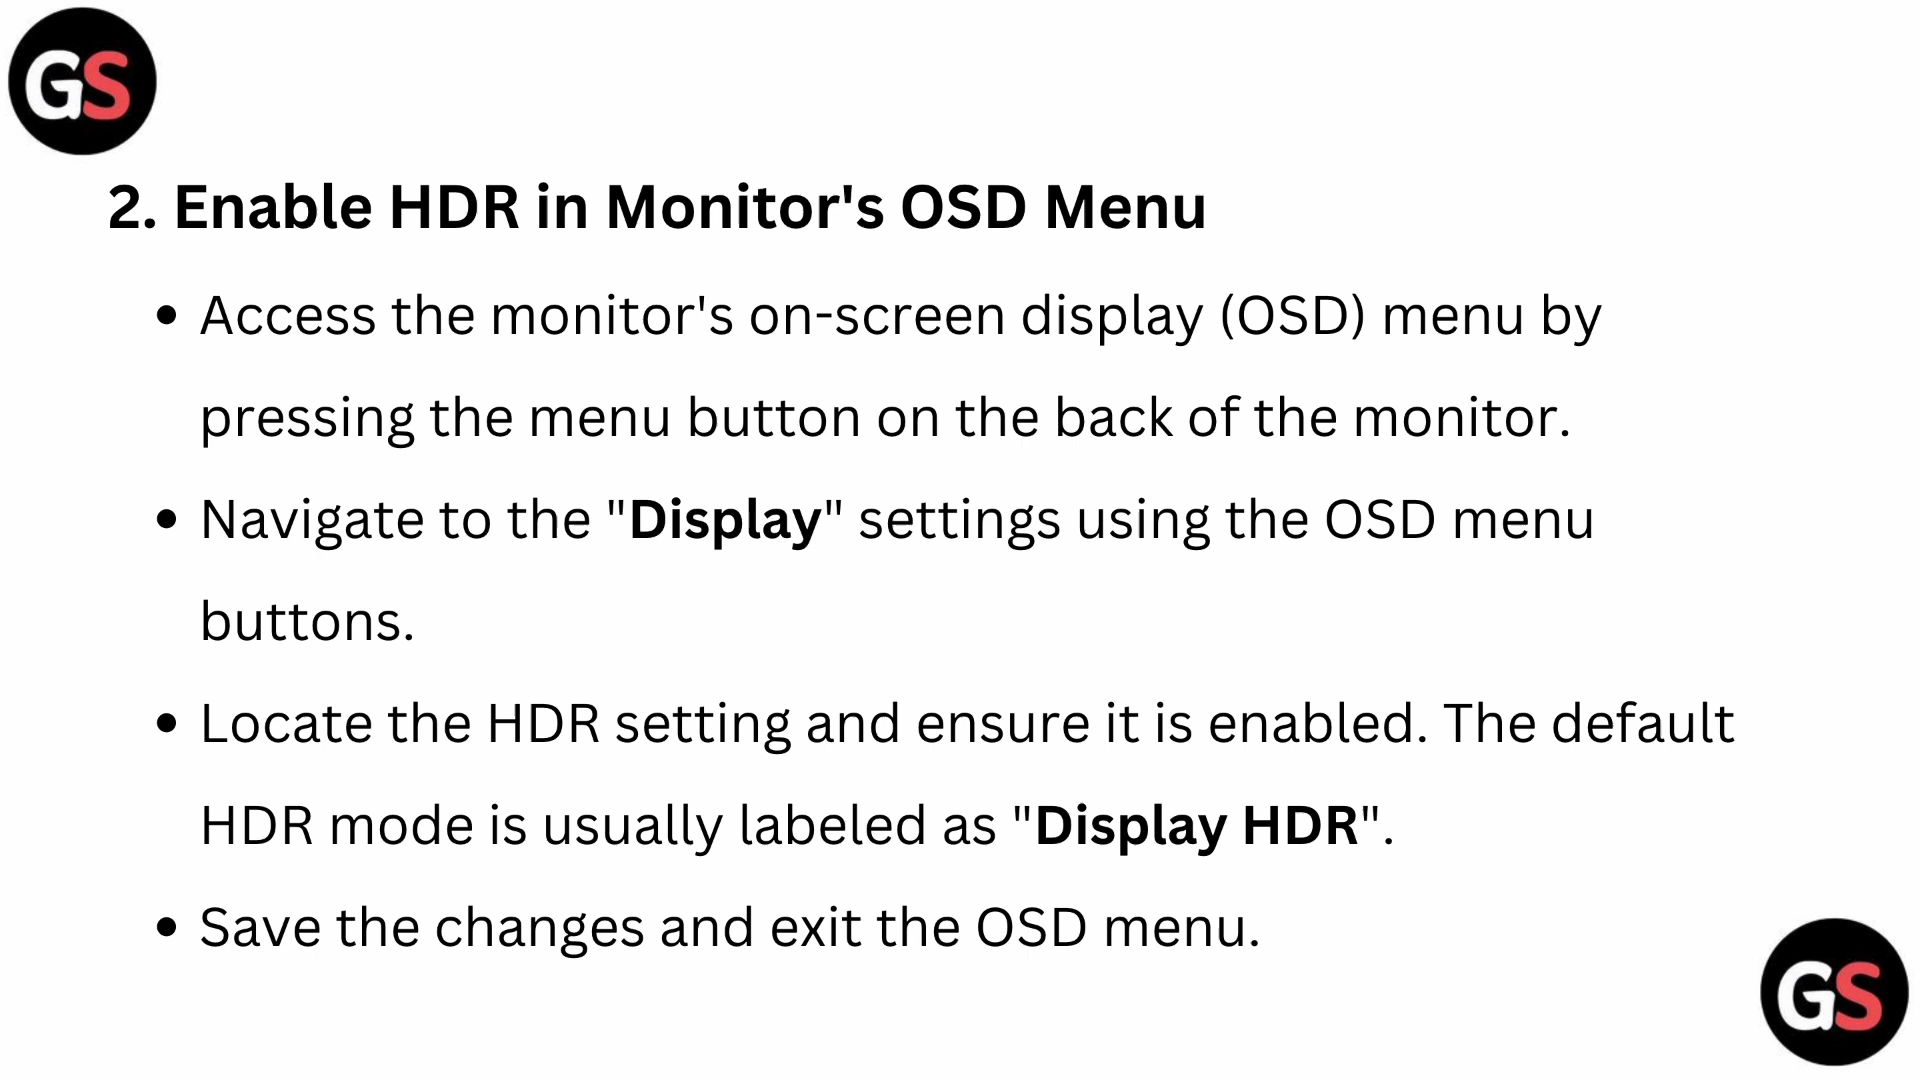 GS
2. Enable HDR in Monitor's OSD Menu
• Access the monitor's on-screen display (OSD) menu by
pressing the menu button on the back of the monitor.
• Navigate to the "Display" settings using the OSD menu
buttons.
• Locate the HDR setting and ensure it is enabled. The default
HDR mode is usually labeled as "Display HDR".
• Save the changes and exit the OSD menu.
GS